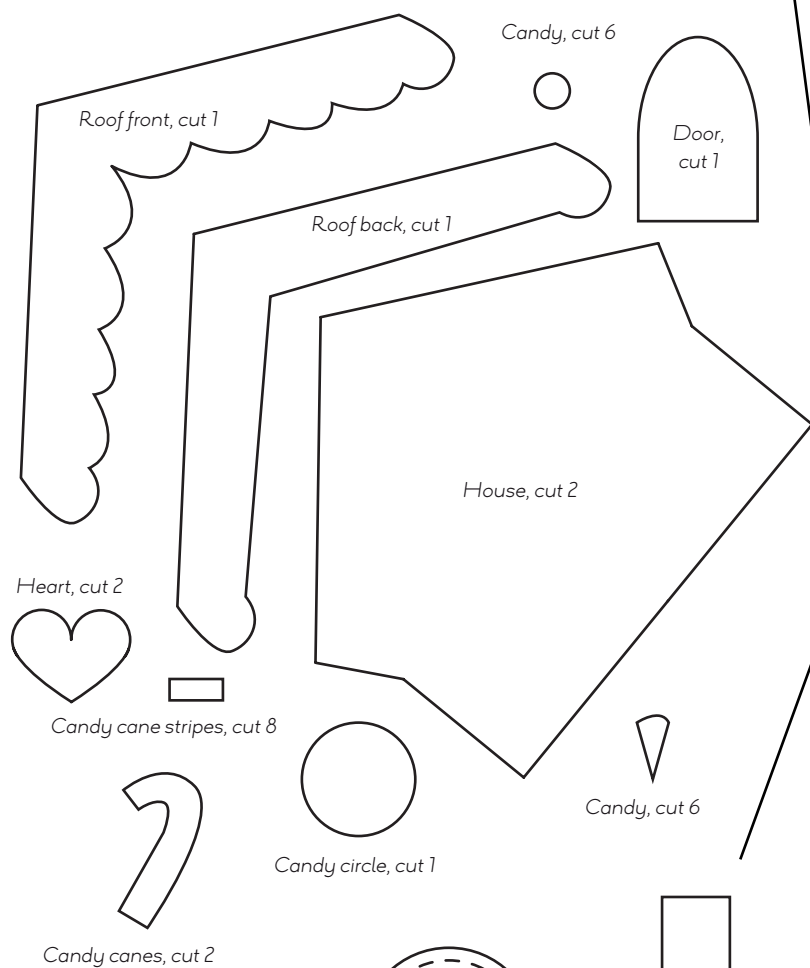 Candy, cut 6
Roof front, cut 1
Door,
cut 1
Roof back, cut 1
House, cut 2
Heart, cut 2
Candy cane stripes, cut 8
Candy, cut 6
Candy circle, cut 1
Candy canes, cut 2